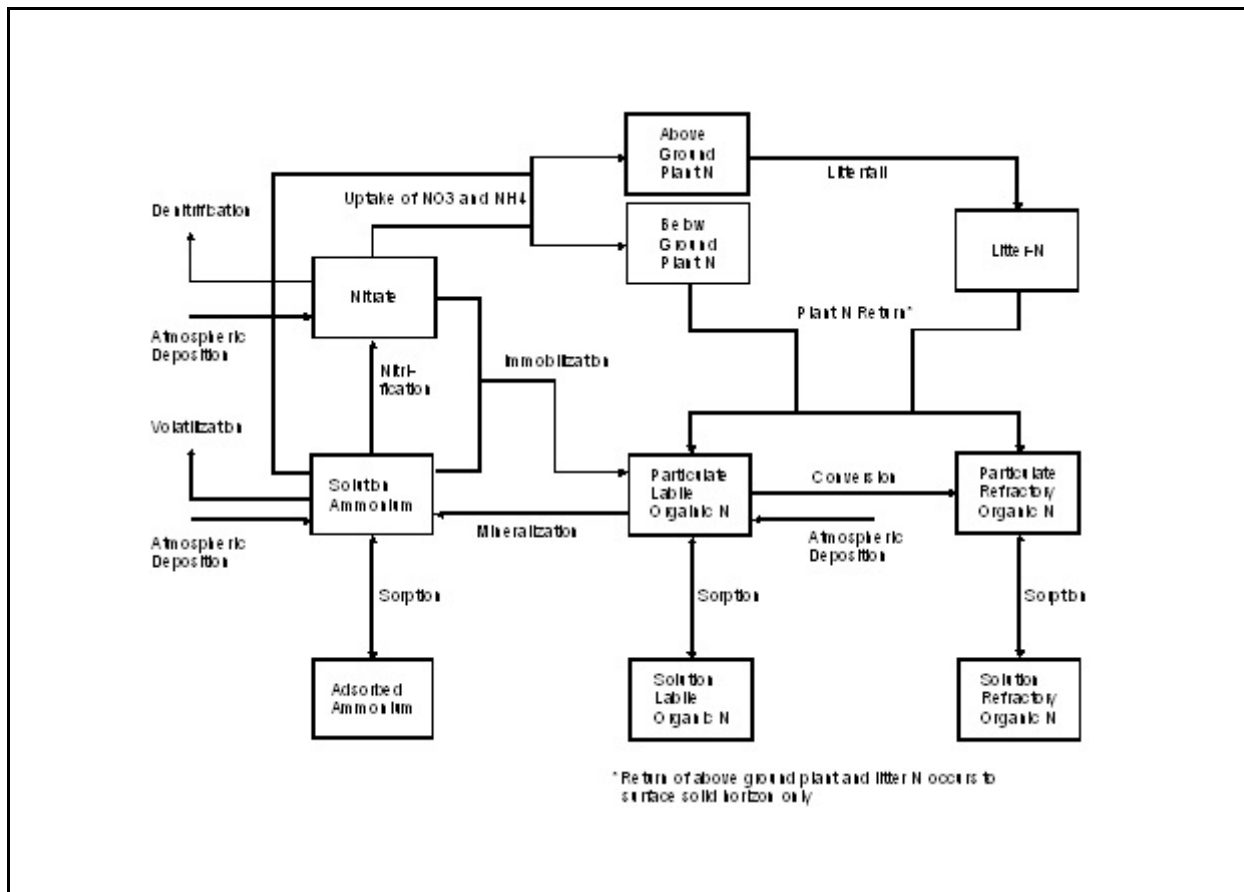 Above
Ground
Plant N
Litterfall
Uptake of NO3 and NH4
Denitrification
Below
Ground
Plant N
Litter-N
Nitrate
Plant N Return*
Atmospheric
Deposition
Immobilization
Nitri-
fication
Volatilization
Solution
Ammonium
Particulate
Labile
Organic N
Conversion
Particulate
Refractory
Organic N
Mineralization
Atmospheric
Deposition
Atmospheric
Deposition
Sorption
Sorption
Sorption
Adsorbed
Ammonium
Solution
Labile
Organic N
Solution
Refractory
Organic N
*Return of above ground plant and litter N occurs to
surface solid horizon only